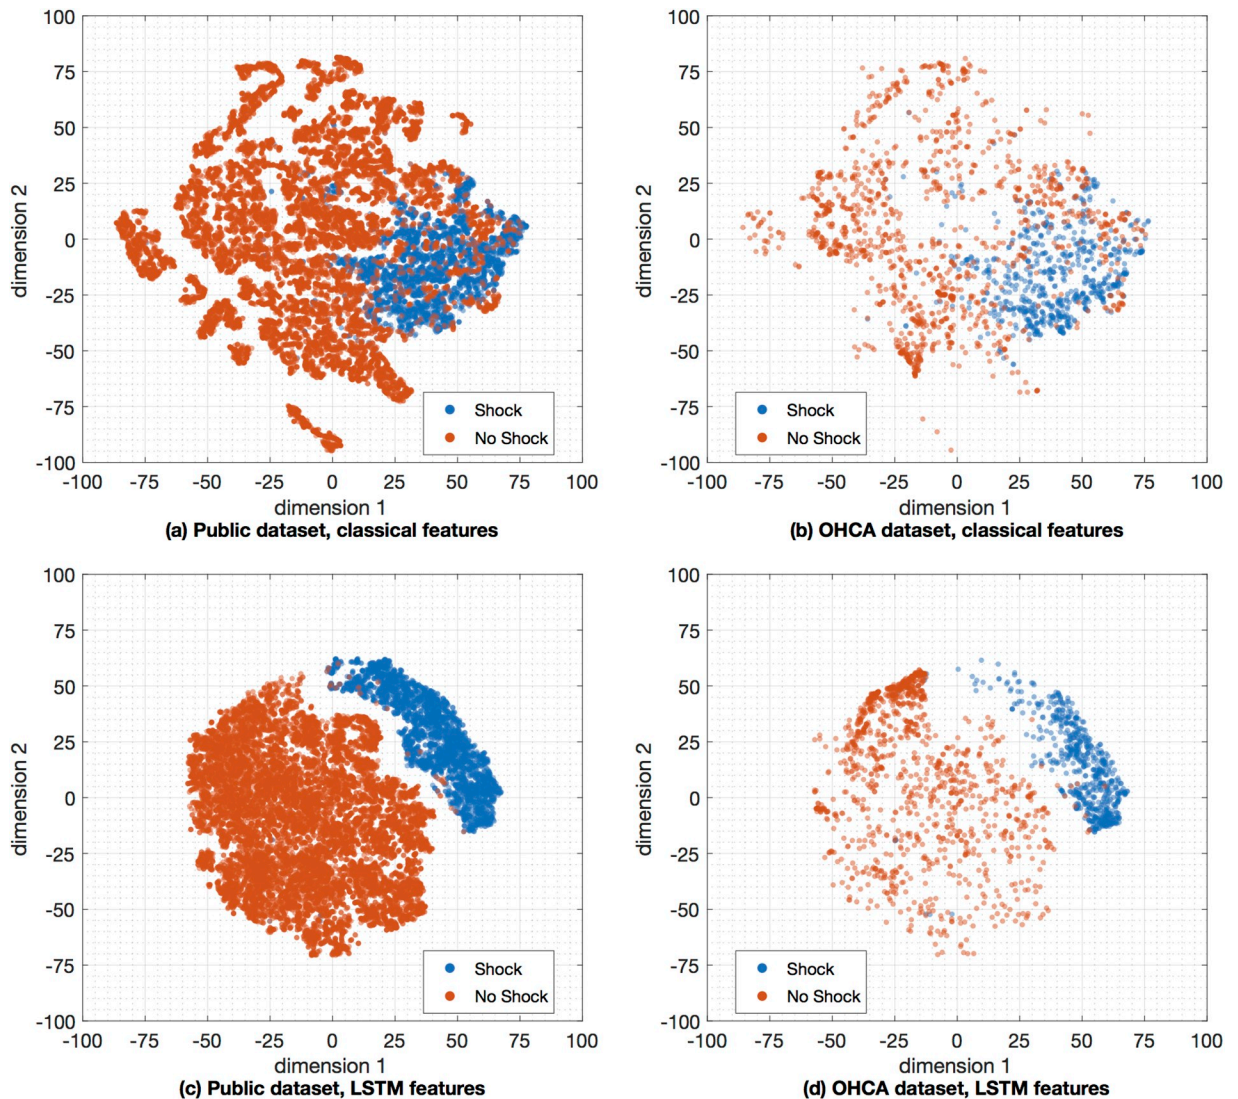 100
75
50
25
0
-25
-50
-75
-100
dimension 2
Shock
No Shock
-100 -75 -50 -25 0 25 50 75 100
dimension 1
(a) Public dataset, classical features
100
75
50
25
0
-25
-50
-75
-100
dimension 2
Shock
No Shock
-100 -75 -50 -25 0 25 50 75 100
dimension 1
(b) OHCA dataset, classical features
100
75
50
25
0
-25
-50
-75
-100
dimension 2
Shock
No Shock
-100 -75 -50 -25 0 25 50 75 100
dimension 1
(c) Public dataset, LSTM features
100
75
50
25
0
-25
-50
-75
-100
dimension 2
Shock
No Shock
-100 -75 -50 -25 0 25 50 75 100
dimension 1
(d) OHCA dataset, LSTM features